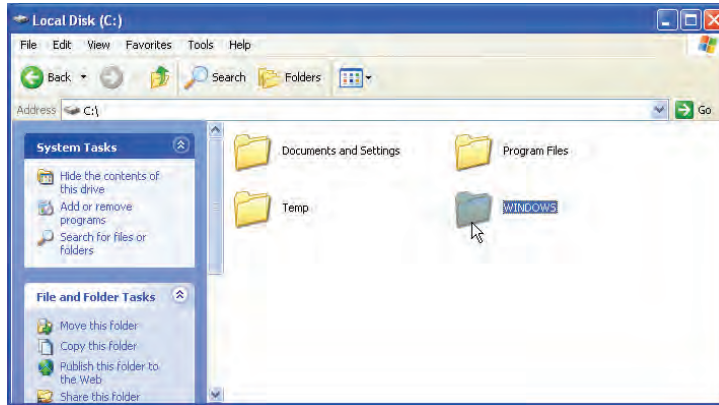 Local Disk (C:)
File Edit View Favorites Tools Help
Back Search Folders
Address C:\ Go
System Tasks
Hide the contents of
this drive
Add or remove
programs
Search for files or
folders
File and Folder Tasks
Move this folder
Copy this folder
Publish this folder to
the Web
Share this folder
Documents and Settings Program Files
Temp WINDOWS